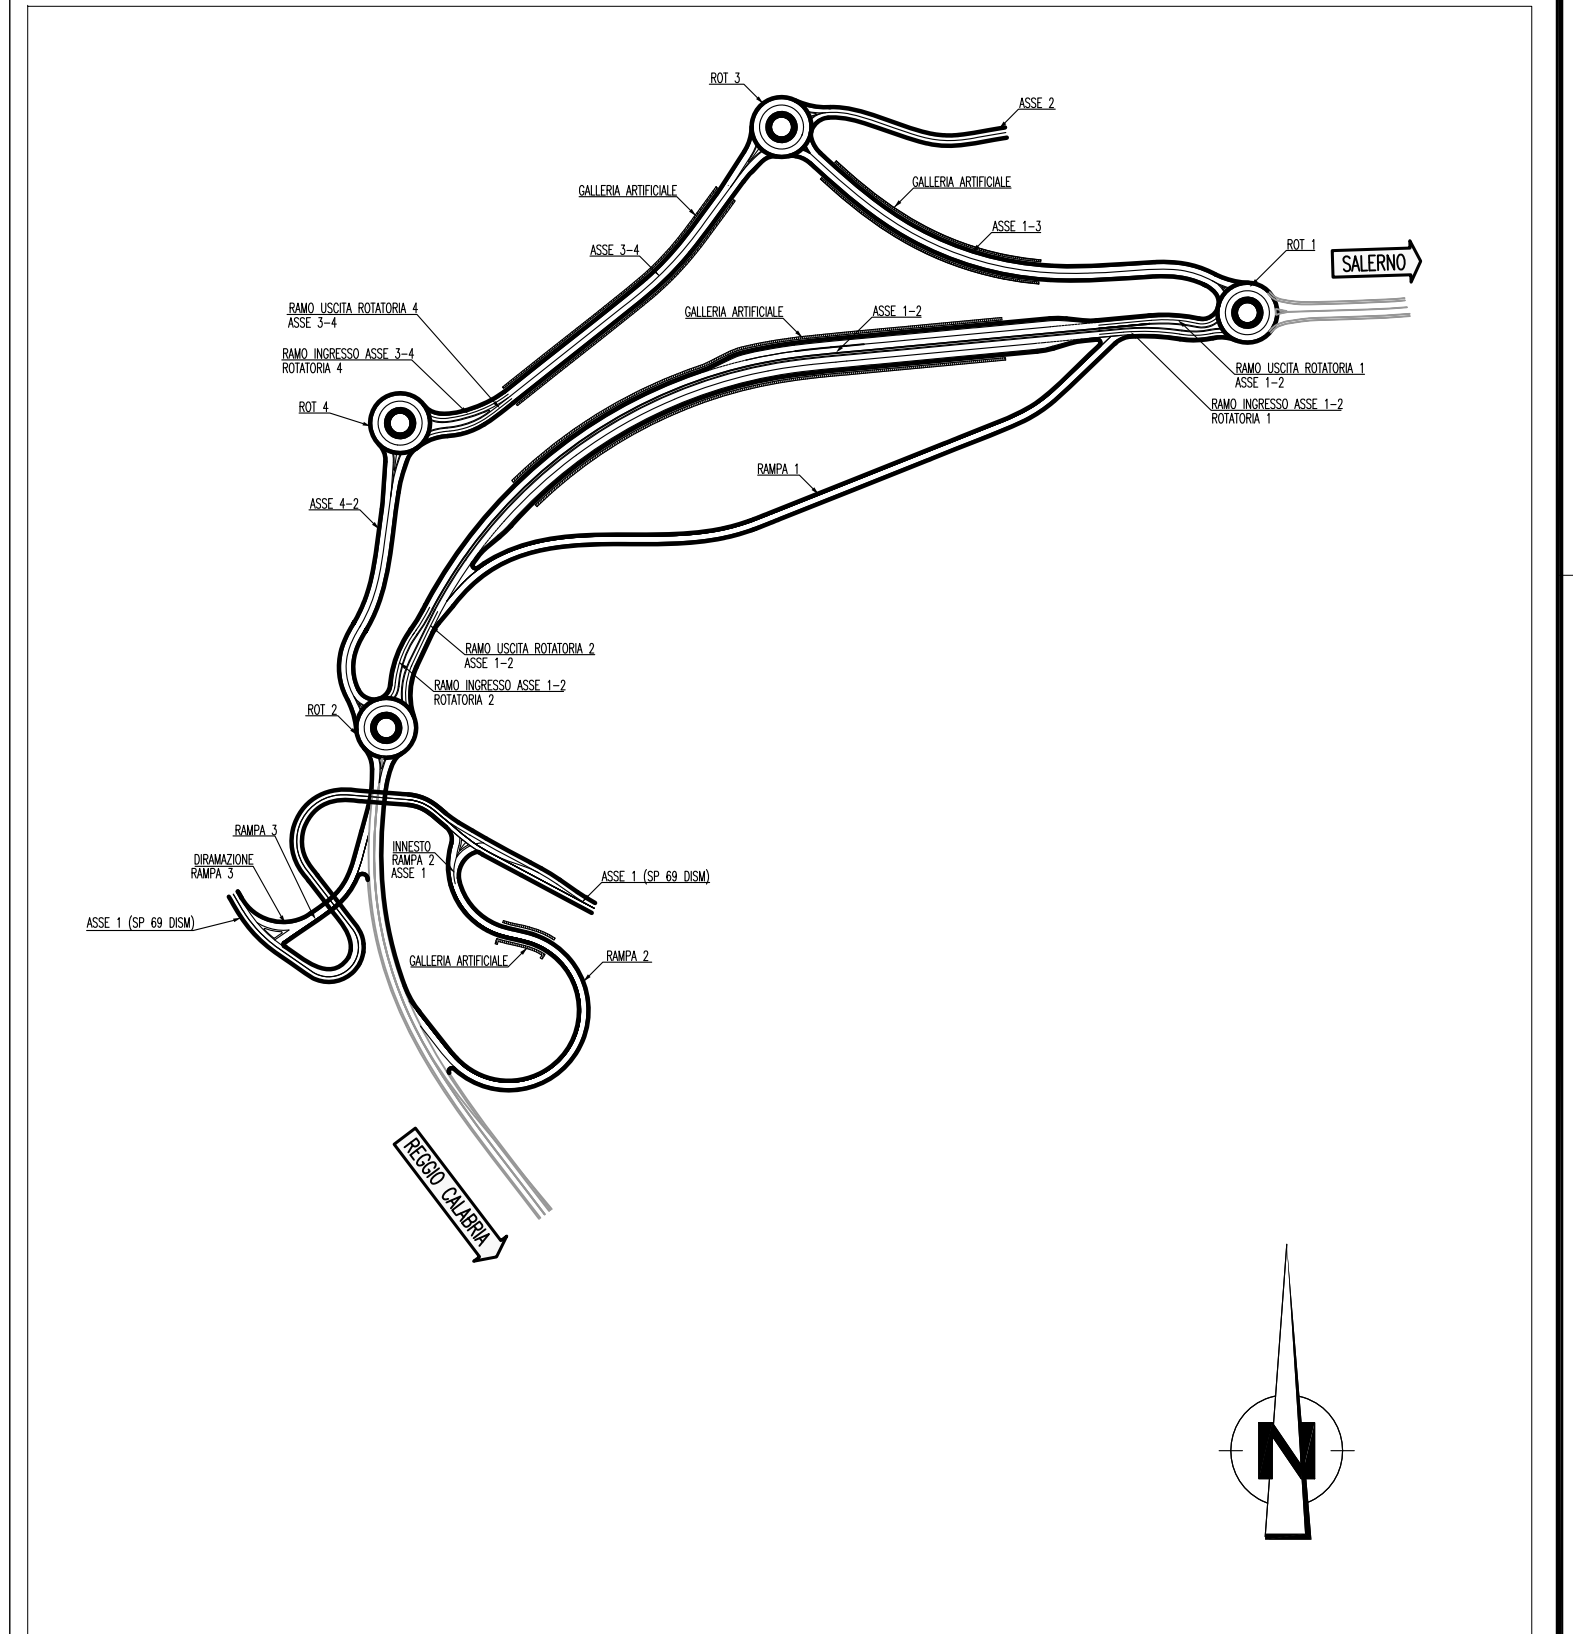 ROT 3
ASSE 2
GALLERIA ARTIFICIALE
GALLERIA ARTIFICIALE
ASSE 1-3
ASSE 3-4
ROT 1
SALERNO
RAMO USCITA ROTATORIA 4
ASSE 3-4
GALLERIA ARTIFICIALE
ASSE 1-2
RAMO INGRESSO ASSE 3-4
ROTATORIA 4
RAMO USCITA ROTATORIA 1
ASSE 1-2
ROT 4
RAMO INGRESSO ASSE 1-2
ROTATORIA 1
RAMPA 1
ASSE 4-2
RAMO USCITA ROTATORIA 2
ASSE 1-2
RAMO INGRESSO ASSE 1-2
ROTATORIA 2
ROT 2
RAMPA 3
DIRAMAZIONE
RAMPA 3
INNESTO
RAMPA 2
ASSE 1
ASSE 1 (SP 69 DISM)
ASSE 1 (SP 69 DISM)
GALLERIA ARTIFICIALE
RAMPA 2
REGGIO CALABRIA
N